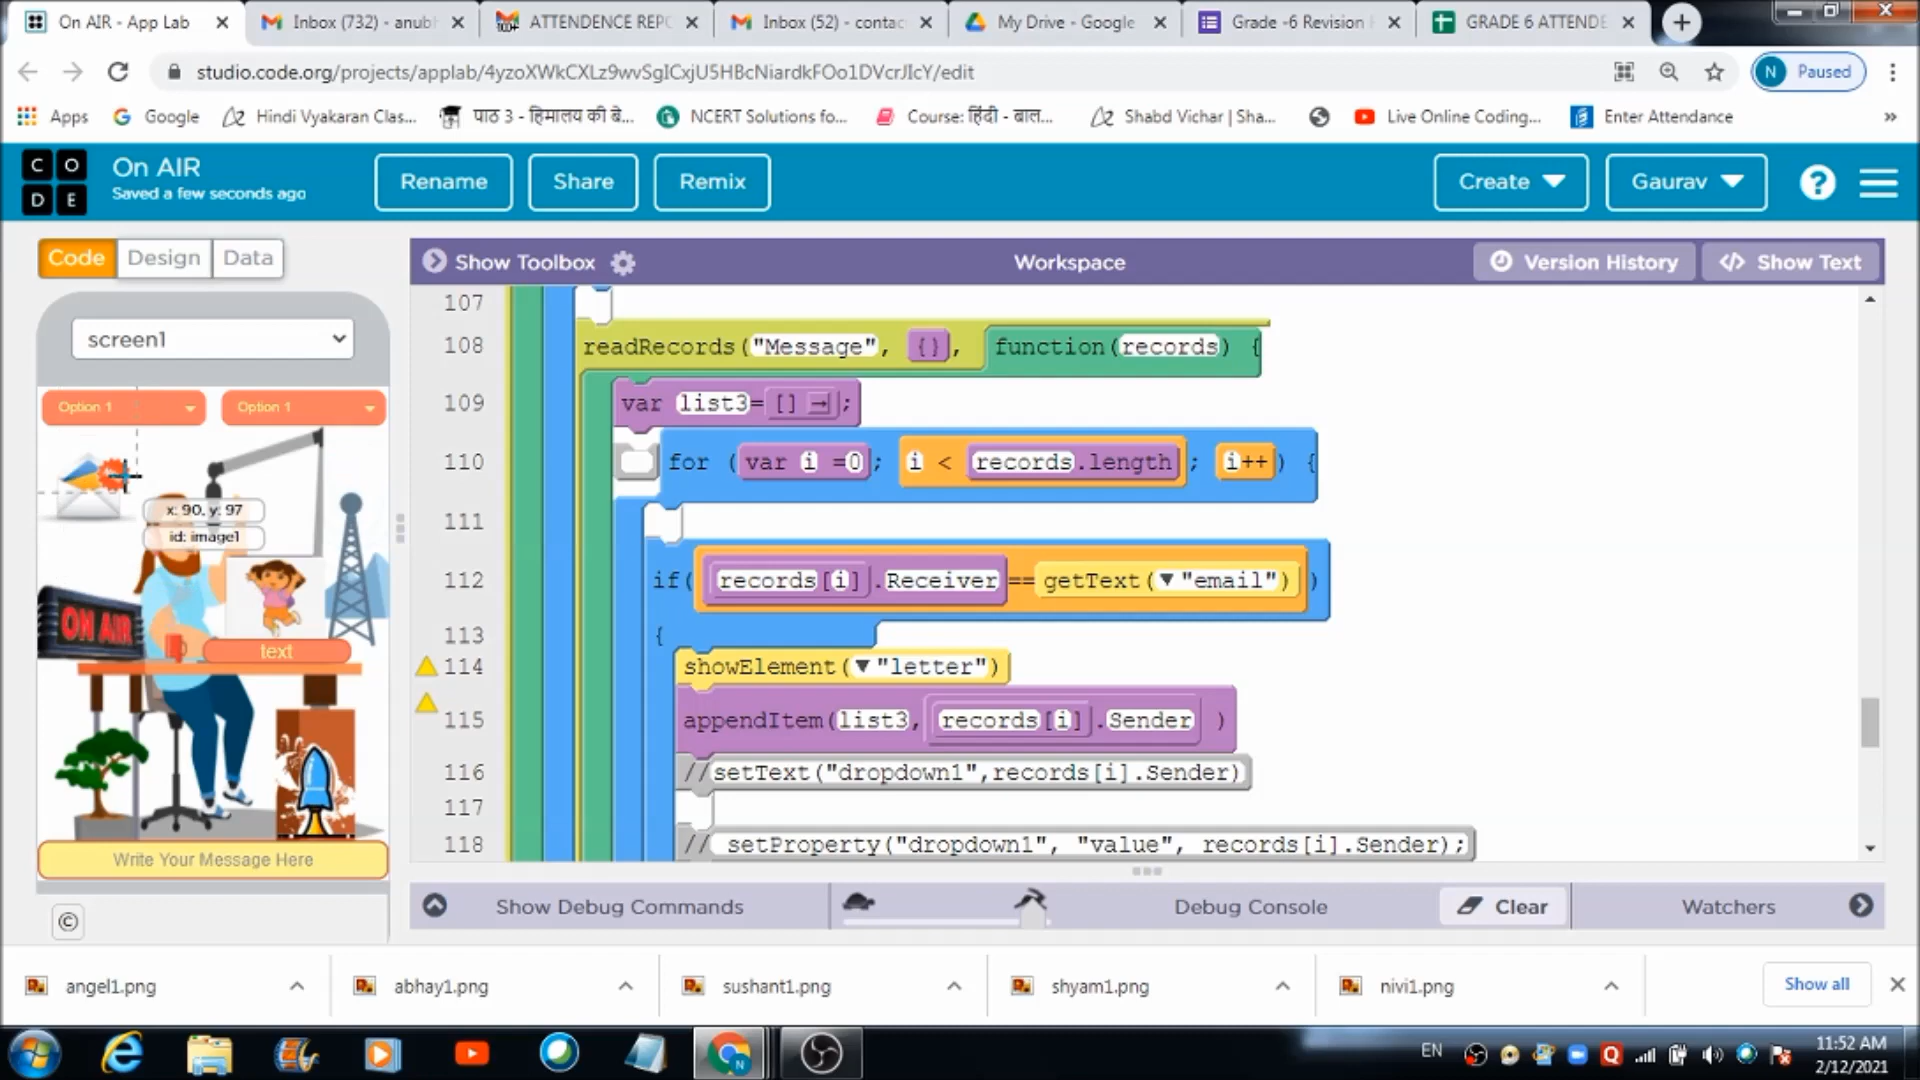 On AIR - App Lab
Inbox (732) - anubh
ATTENDENCE REPO
Inbox (52) - contac
My Drive - Google
Grade -6 Revision
GRADE 6 ATTENDE
studio.code.org/projects/applab/4yzoXWkCXLz9wvSgICxjU5HBcNiardkFOo1DVcrJIcY/edit
N Paused
Apps
Google
Hindi Vyakaran Clas...
पाठ 3 - हिमालय की बे...
NCERT Solutions fo...
Course: हिंदी - बाल...
Shabd Vichar | Sha...
Live Online Coding...
Enter Attendance
»
C O
D E
On AIR
Saved a few seconds ago
Rename
Share
Remix
Create
Gaurav
?
Code
Design
Data
Show Toolbox
Workspace
Version History
</> Show Text
screen1
Option 1
Option 1
x: 90, y: 97
id: image1
ON AIR
text
Write Your Message Here
©
107
108 readRecords("Message", {}, function(records) {
109 var list3= [] → ;
110 for (var i =0; i < records.length; i++) {
111
112 if( records[i].Receiver==getText(▼"email") )
113 {
114 showElement(▼"letter")
115 appendItem(list3, records[i].Sender )
116 //setText("dropdown1",records[i].Sender)
117
118 // setProperty("dropdown1", "value", records[i].Sender);
Show Debug Commands
Debug Console
Clear
Watchers
angel1.png
abhay1.png
sushant1.png
shyam1.png
nivi1.png
Show all
EN
11:52 AM
2/12/2021